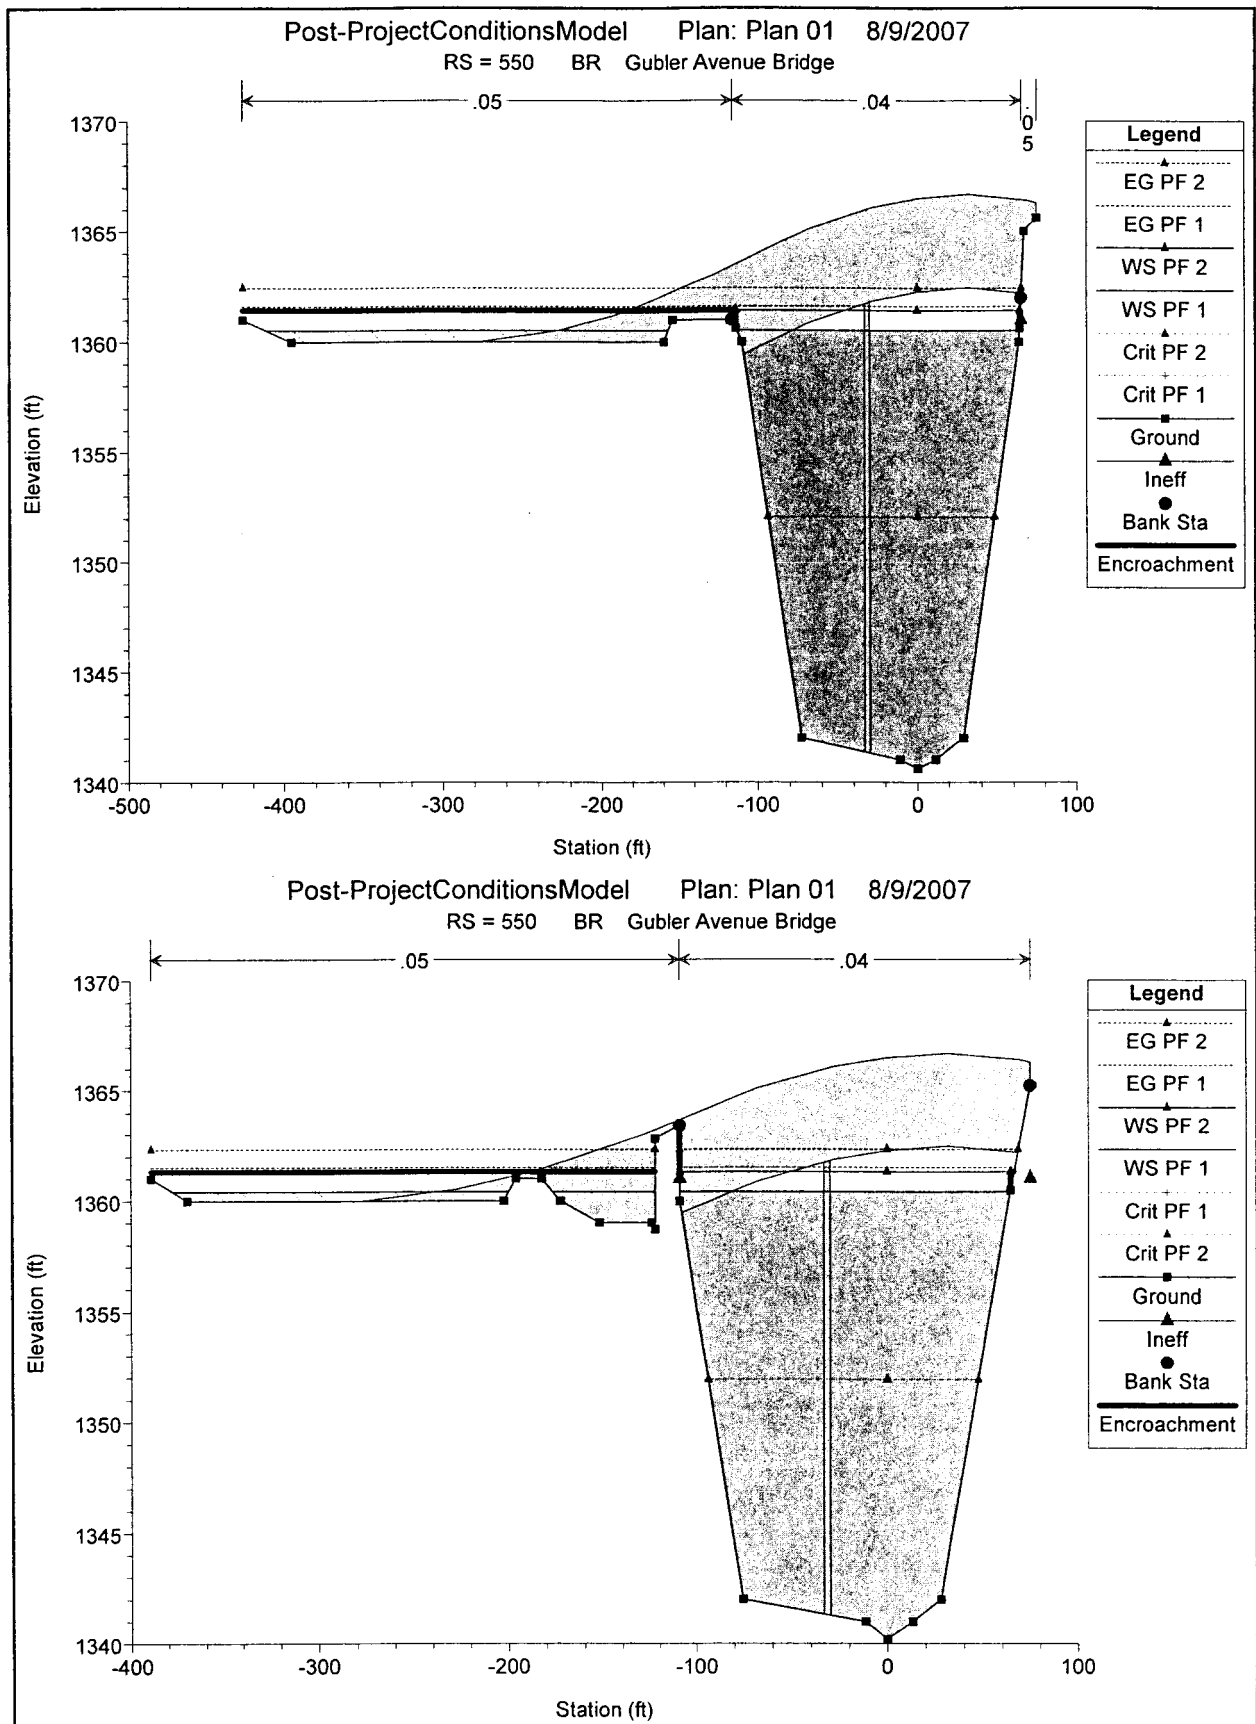 Post-ProjectConditionsModel Plan: Plan 01 8/9/2007
RS = 550 BR Gubler Avenue Bridge
.05
.04
.05
1370
1365
1360
1355
1350
1345
1340
Elevation (ft)
-500
-400
-300
-200
-100
0
100
Station (ft)
Legend
EG PF 2
EG PF 1
WS PF 2
WS PF 1
Crit PF 2
Crit PF 1
Ground
Ineff
Bank Sta
Encroachment
Post-ProjectConditionsModel Plan: Plan 01 8/9/2007
RS = 550 BR Gubler Avenue Bridge
.05
.04
1370
1365
1360
1355
1350
1345
1340
Elevation (ft)
-400
-300
-200
-100
0
100
Station (ft)
Legend
EG PF 2
EG PF 1
WS PF 2
WS PF 1
Crit PF 1
Crit PF 2
Ground
Ineff
Bank Sta
Encroachment